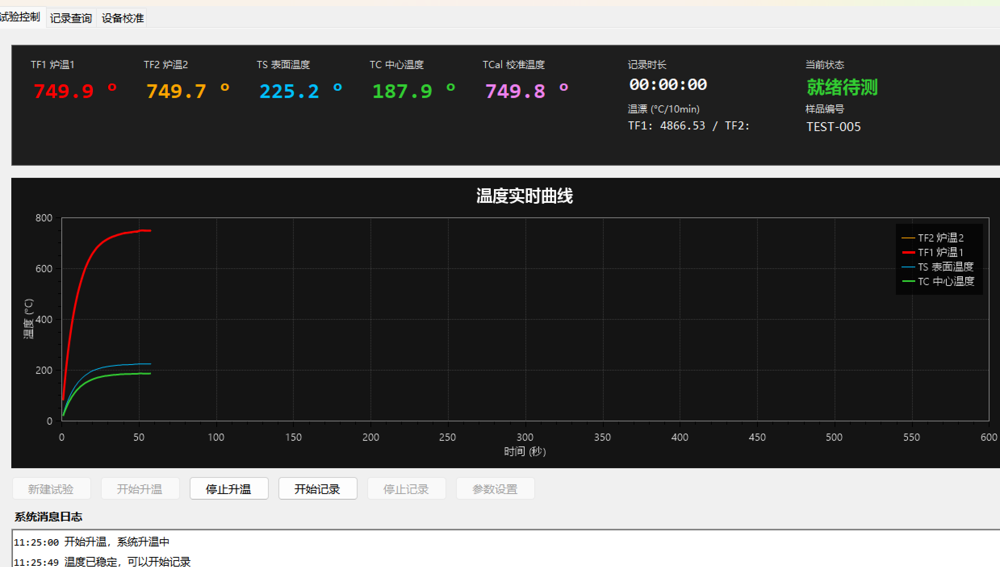 试验控制 记录查询 设备校准
TF1 炉温1 TF2 炉温2 TS 表面温度 TC 中心温度 TCal 校准温度 记录时长 当前状态
749.9 ° 749.7 ° 225.2 ° 187.9 ° 749.8 ° 00:00:00 就绪待测
温漂 (°C/10min) 样品编号
TF1: 4866.53 / TF2: TEST-005
温度实时曲线
800
600
400
200
0
温度 (°C)
TF2 炉温2
TF1 炉温1
TS 表面温度
TC 中心温度
0 50 100 150 200 250 300 350 400 450 500 550 600
时间 (秒)
新建试验 开始升温 停止升温 开始记录 停止记录 参数设置
系统消息日志
11:25:00 开始升温，系统升温中
11:25:49 温度已稳定，可以开始记录